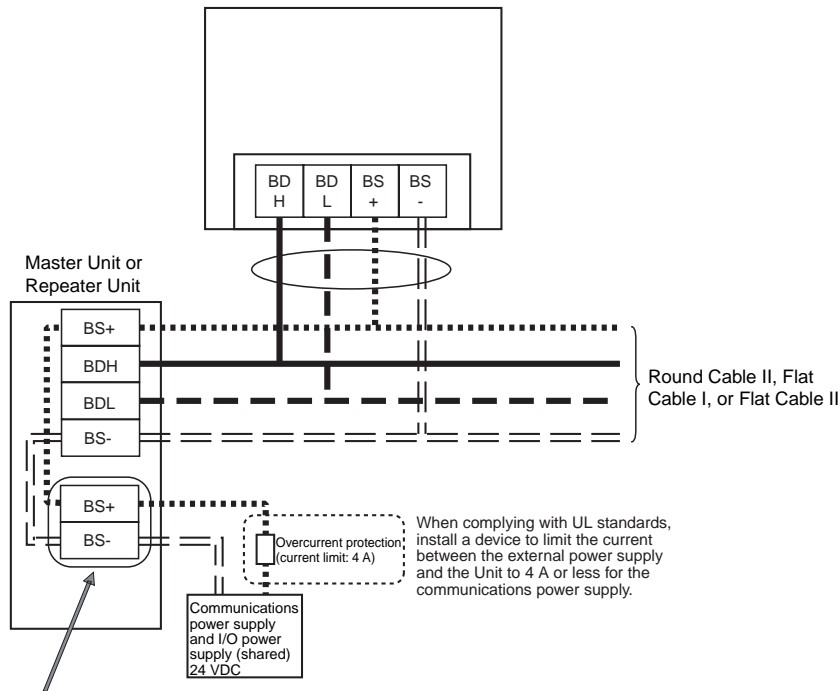 BD
H
BD
L
BS
+
BS
-
Master Unit or
Repeater Unit
BS+
BDH
BDL
BS-
Round Cable II, Flat
Cable I, or Flat Cable II
BS+
BS-
Overcurrent protection
(current limit: 4 A)
When complying with UL standards,
install a device to limit the current
between the external power supply
and the Unit to 4 A or less for the
communications power supply.
Communications
power supply
and I/O power
supply (shared)
24 VDC